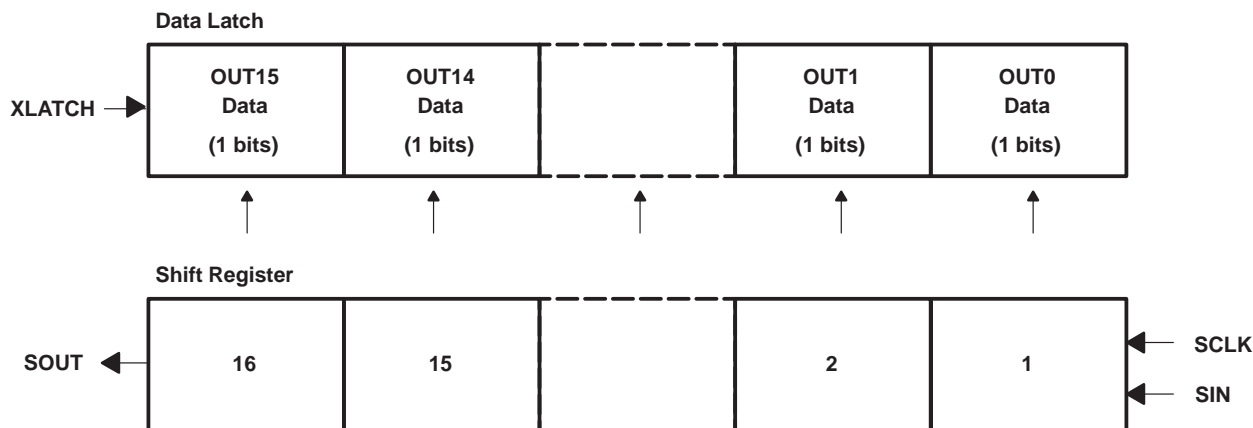 Data Latch
XLATCH
OUT15
Data
(1 bits)
OUT14
Data
(1 bits)
OUT1
Data
(1 bits)
OUT0
Data
(1 bits)
Shift Register
SOUT
16
15
2
1
SCLK
SIN